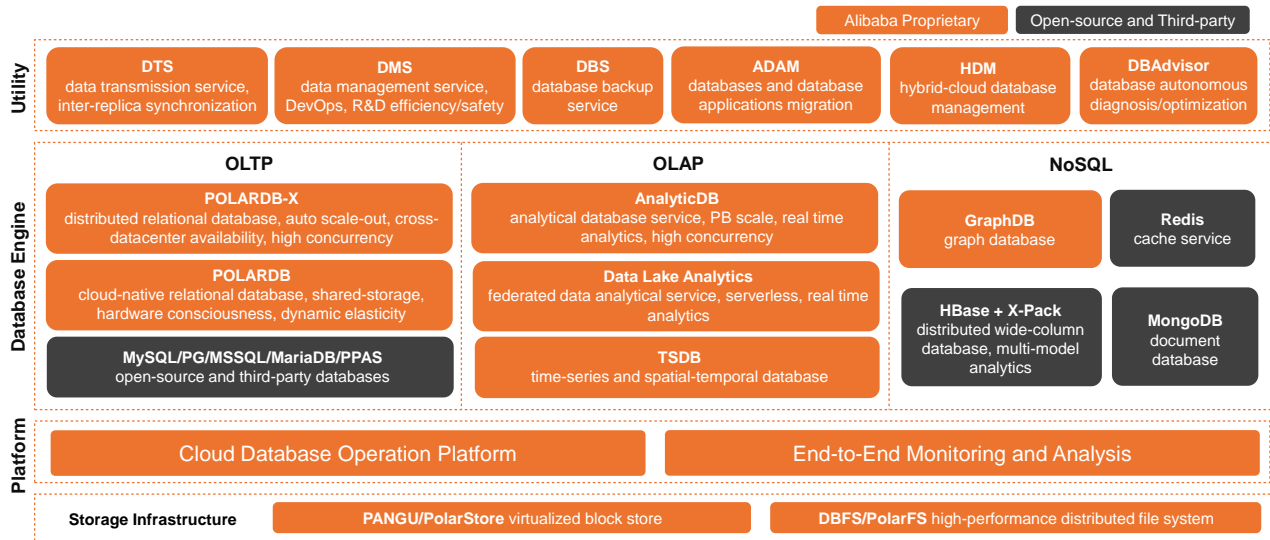 Alibaba Proprietary
Open-source and Third-party
Utility
DTS
data transmission service,
inter-replica synchronization
DMS
data management service,
DevOps, R&D efficiency/safety
DBS
database backup
service
ADAM
databases and database
applications migration
HDM
hybrid-cloud database
management
DBAdvisor
database autonomous
diagnosis/optimization
Database Engine
OLTP
POLARDB-X
distributed relational database, auto scale-out, cross-
datacenter availability, high concurrency
POLARDB
cloud-native relational database, shared-storage,
hardware consciousness, dynamic elasticity
MySQL/PG/MSSQL/MariaDB/PPAS
open-source and third-party databases
OLAP
AnalyticDB
analytical database service, PB scale, real time
analytics, high concurrency
Data Lake Analytics
federated data analytical service, serverless, real time
analytics
TSDB
time-series and spatial-temporal database
NoSQL
GraphDB
graph database
Redis
cache service
HBase + X-Pack
distributed wide-column
database, multi-model
analytics
MongoDB
document
database
Platform
Cloud Database Operation Platform
End-to-End Monitoring and Analysis
Storage Infrastructure
PANGU/PolarStore virtualized block store
DBFS/PolarFS high-performance distributed file system